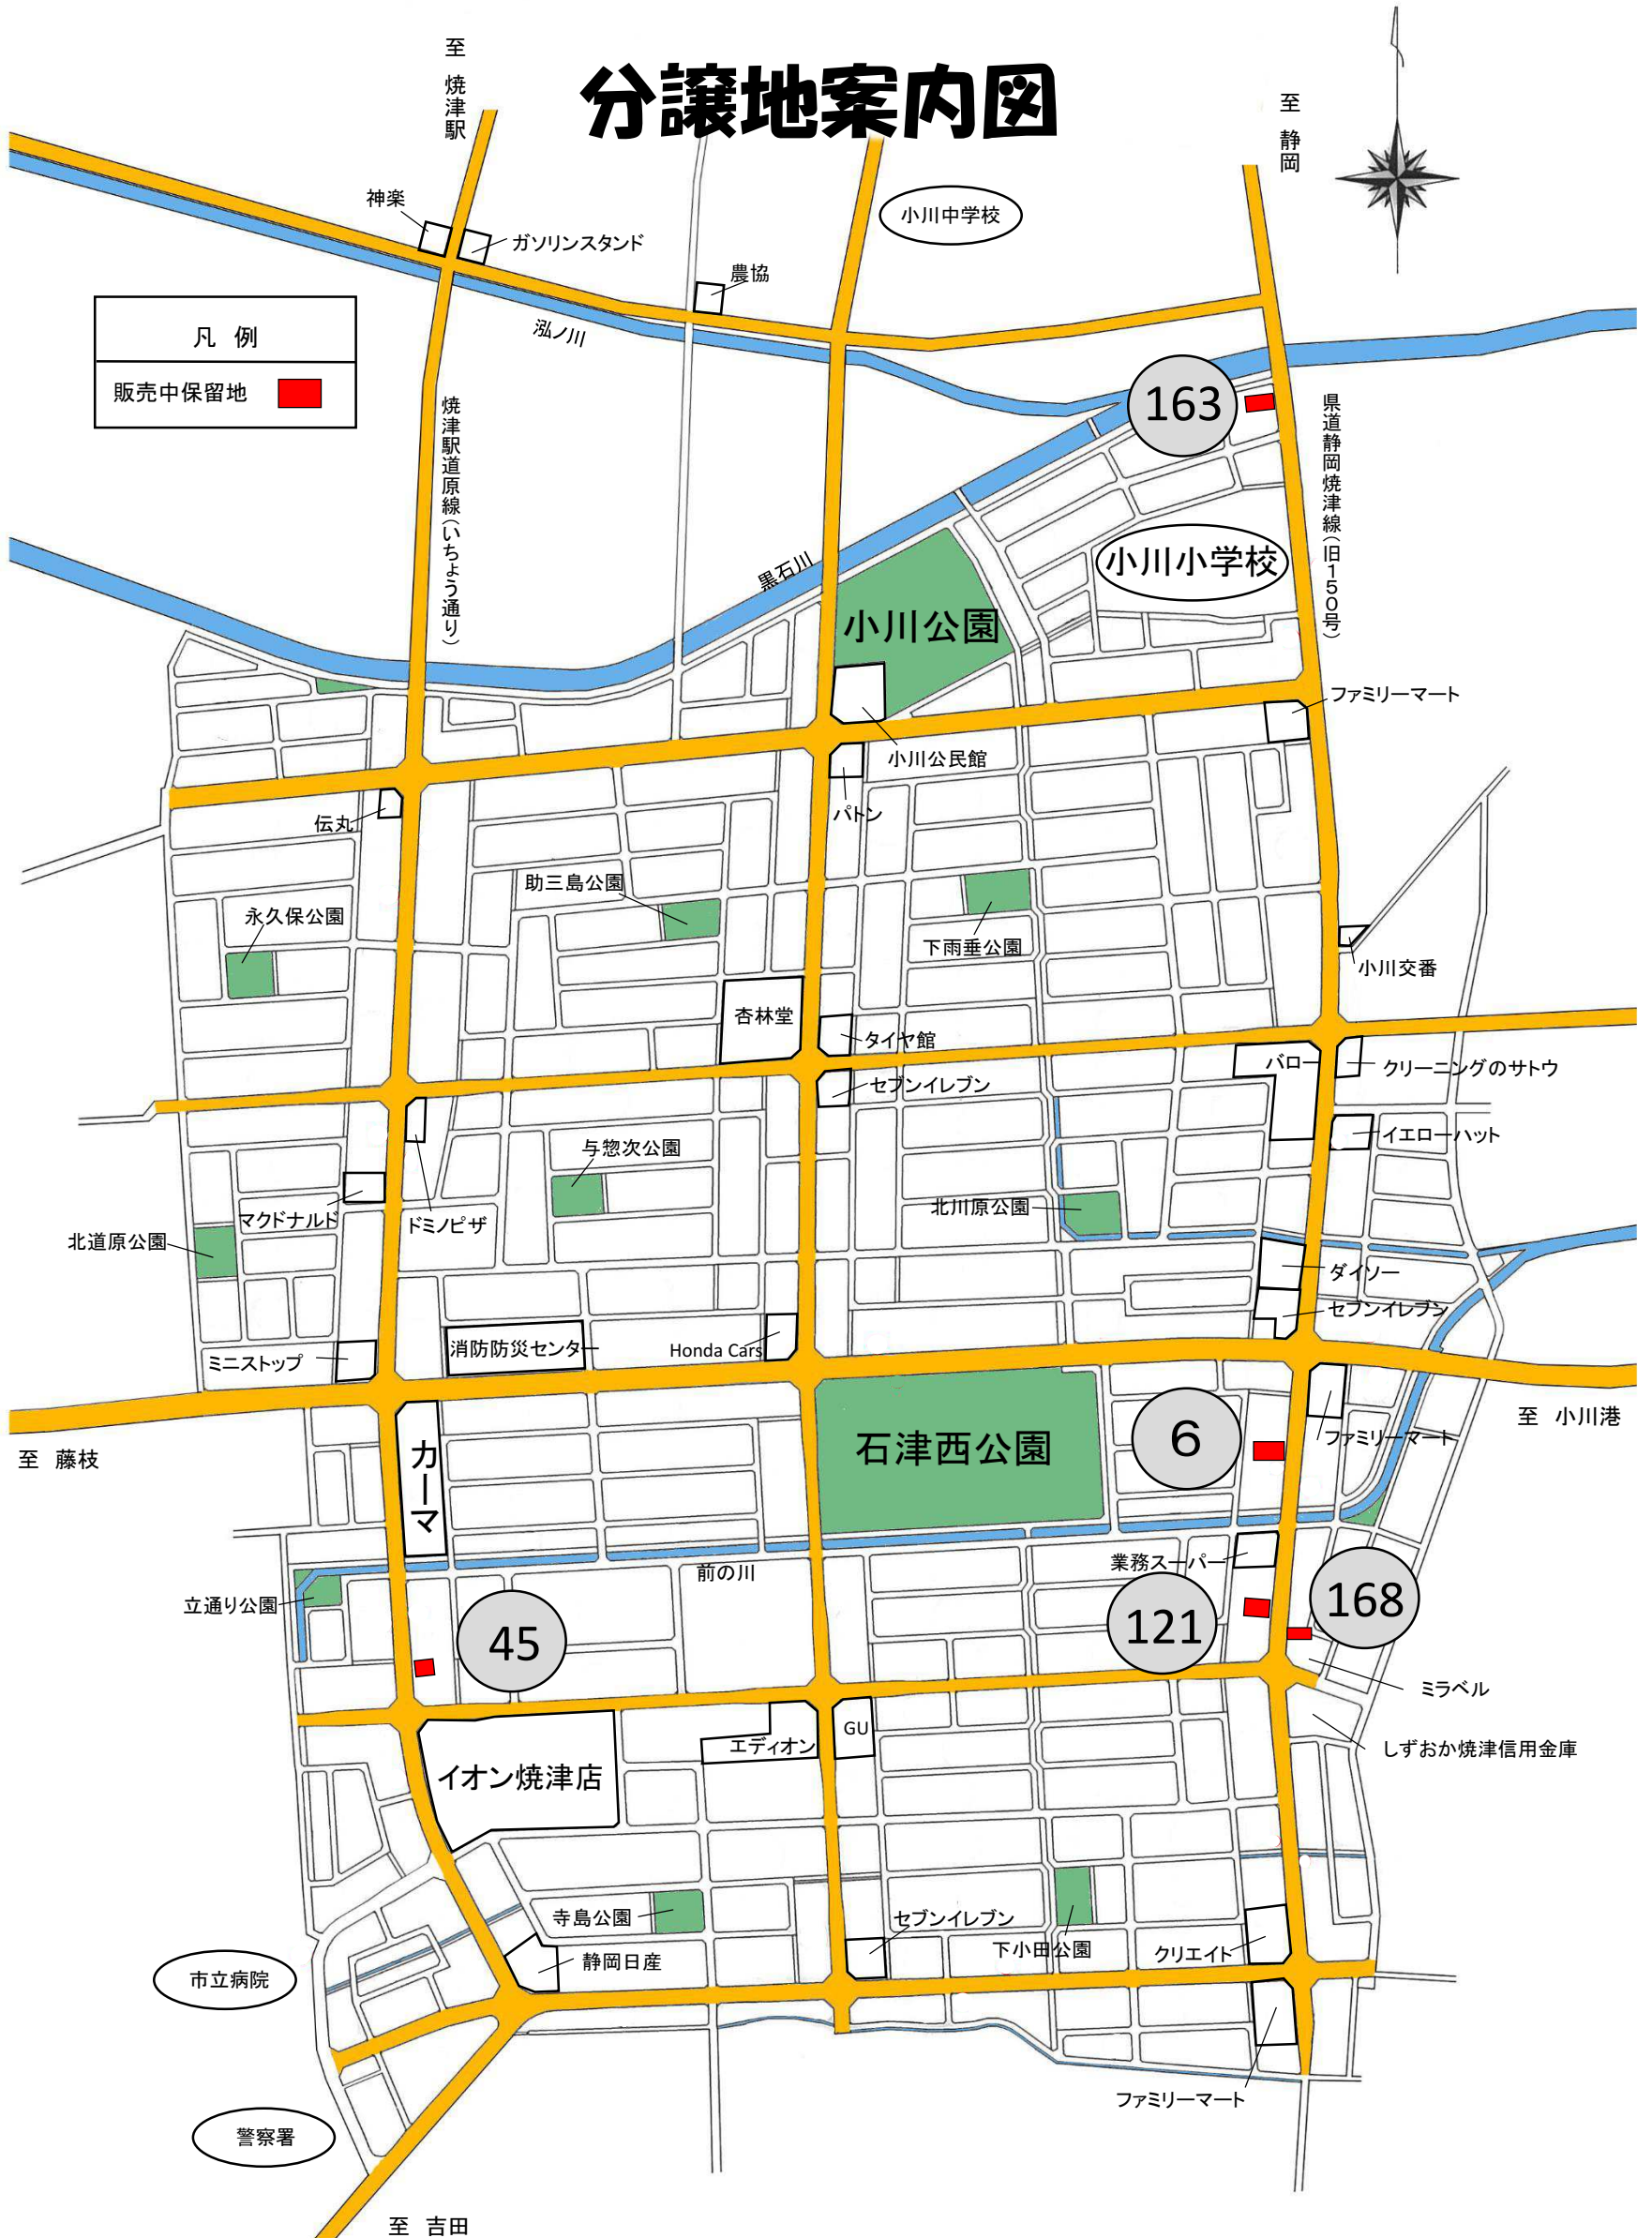 分譲地案内図
至 焼津駅
至 静岡
神楽
ガソリンスタンド
小川中学校
農協
泓ノ川
凡 例
販売中保留地
163
焼津駅道原線(いちょう通り)
県道静岡焼津線(旧150号)
黒石川
小川小学校
小川公園
ファミリーマート
小川公民館
パトン
伝丸
助三島公園
永久保公園
下雨垂公園
小川交番
杏林堂
タイヤ館
バロー
クリーニングのサトウ
セブンイレブン
イエローハット
与惣次公園
マクドナルド
ドミノピザ
北川原公園
北道原公園
ダイソー
セブンイレブン
消防防災センター
Honda Cars
ミニストップ
至 小川港
至 藤枝
カーマ
石津西公園
6
ファミリーマート
前の川
業務スーパー
立通り公園
45
121
168
ミラベル
GU
エディオン
しずおか焼津信用金庫
イオン焼津店
寺島公園
セブンイレブン
下小田公園
クリエイト
静岡日産
市立病院
ファミリーマート
警察署
至 吉田